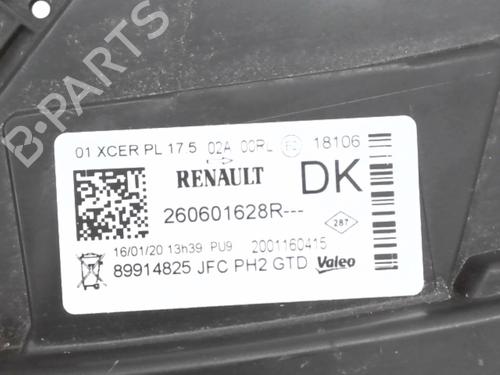 B-PARTS
01 XCER PL 17.5 02A 00RL E2 18106
RENAULT DK
260601628R---
287
16/01/20 13h39 PU9 2001160415
89914825 JFC PH2 GTD Valeo